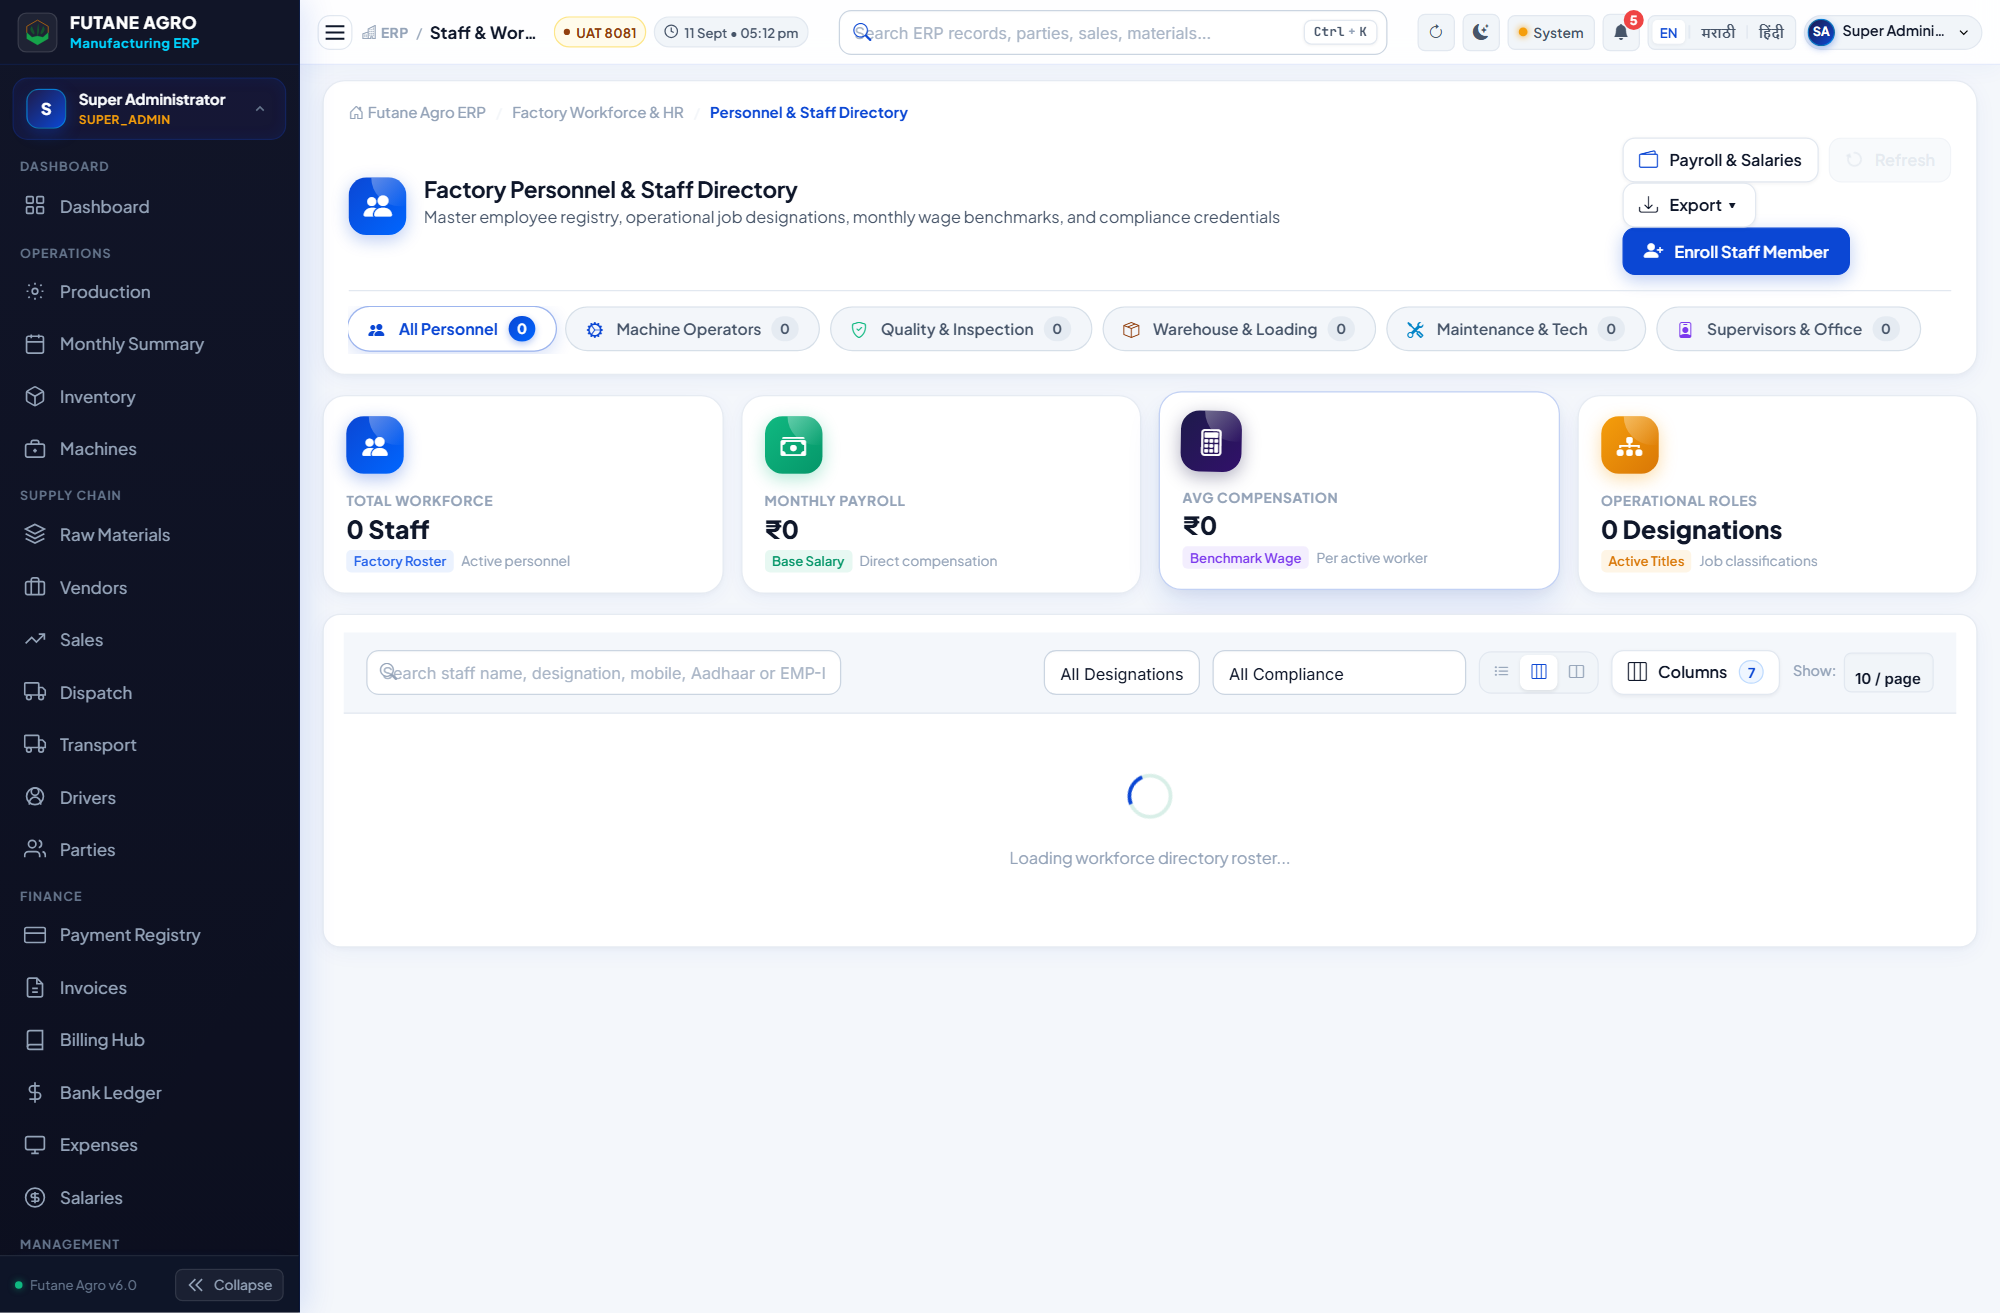 FUTANE AGRO
Manufacturing ERP
S
Super Administrator
SUPER_ADMIN
DASHBOARD
Dashboard
OPERATIONS
Production
Monthly Summary
Inventory
Machines
SUPPLY CHAIN
Raw Materials
Vendors
Sales
Dispatch
Transport
Drivers
Parties
FINANCE
Payment Registry
Invoices
Billing Hub
Bank Ledger
Expenses
Salaries
MANAGEMENT
Futane Agro v6.0
Collapse
ERP / Staff & Wor...
UAT 8081
11 Sept • 05:12 pm
Search ERP records, parties, sales, materials...
Ctrl + K
System
5
EN
मराठी
हिंदी
SA
Super Admini...
Futane Agro ERP / Factory Workforce & HR / Personnel & Staff Directory
Factory Personnel & Staff Directory
Master employee registry, operational job designations, monthly wage benchmarks, and compliance credentials
Payroll & Salaries
Refresh
Export ▾
Enroll Staff Member
All Personnel 0
Machine Operators 0
Quality & Inspection 0
Warehouse & Loading 0
Maintenance & Tech 0
Supervisors & Office 0
TOTAL WORKFORCE
0 Staff
Factory Roster Active personnel
MONTHLY PAYROLL
₹0
Base Salary Direct compensation
AVG COMPENSATION
₹0
Benchmark Wage Per active worker
OPERATIONAL ROLES
0 Designations
Active Titles Job classifications
Search staff name, designation, mobile, Aadhaar or EMP-I
All Designations
All Compliance
Columns 7
Show:
10 / page
Loading workforce directory roster...